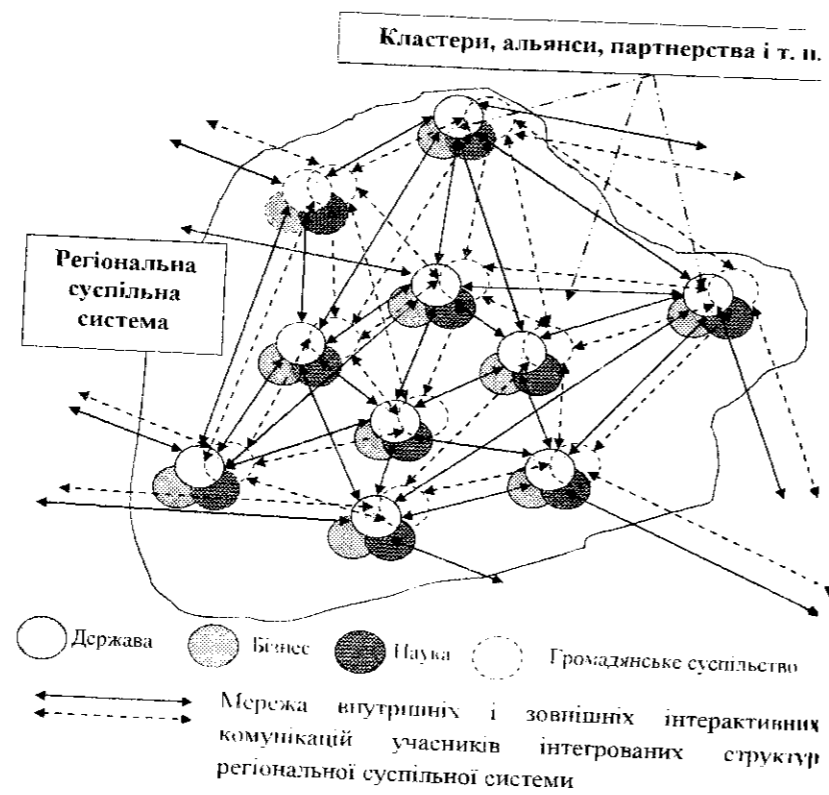 Кластери, альянси, партнерства і т. п.
Регіональна
суспільна
система
Держава
Бізнес
Наука
Громадянське суспільство
Мережа внутрішніх і зовнішніх інтерактивних
комунікацій учасників інтегрованих структур
регіональної суспільної системи